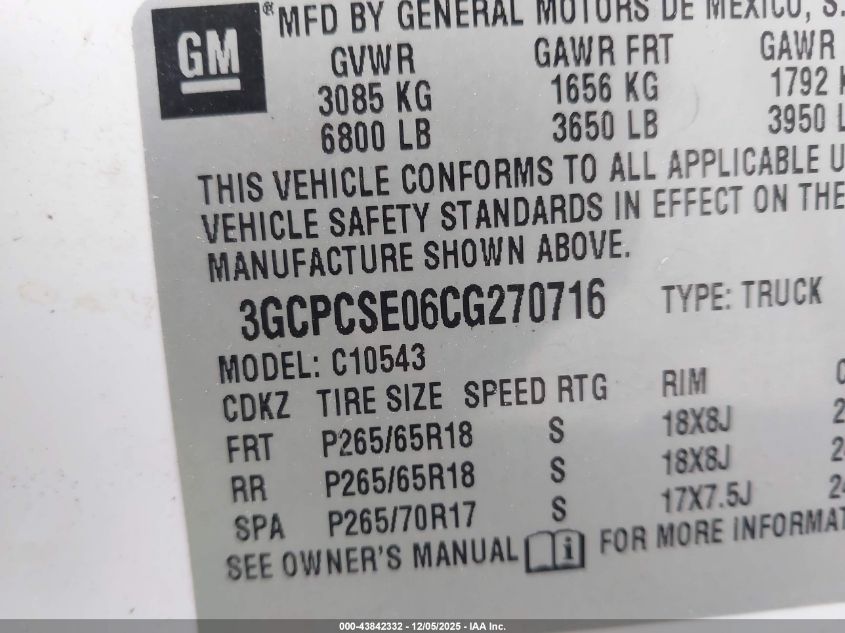 GM
® MFD BY GENERAL MOTORS DE MEXICO, S.
GVWR GAWR FRT GAWR
3085 KG 1656 KG 1792 K
6800 LB 3650 LB 3950 L
THIS VEHICLE CONFORMS TO ALL APPLICABLE U
VEHICLE SAFETY STANDARDS IN EFFECT ON THE
MANUFACTURE SHOWN ABOVE.
3GCPCSE06CG270716 TYPE: TRUCK
MODEL: C10543
CDKZ TIRE SIZE SPEED RTG RIM C
FRT P265/65R18 S 18X8J 2
RR P265/65R18 S 18X8J 24
SPA P265/70R17 S 17X7.5J 24
SEE OWNER'S MANUAL i FOR MORE INFORMAT
000-43842332 - 12/05/2025 - IAA Inc.